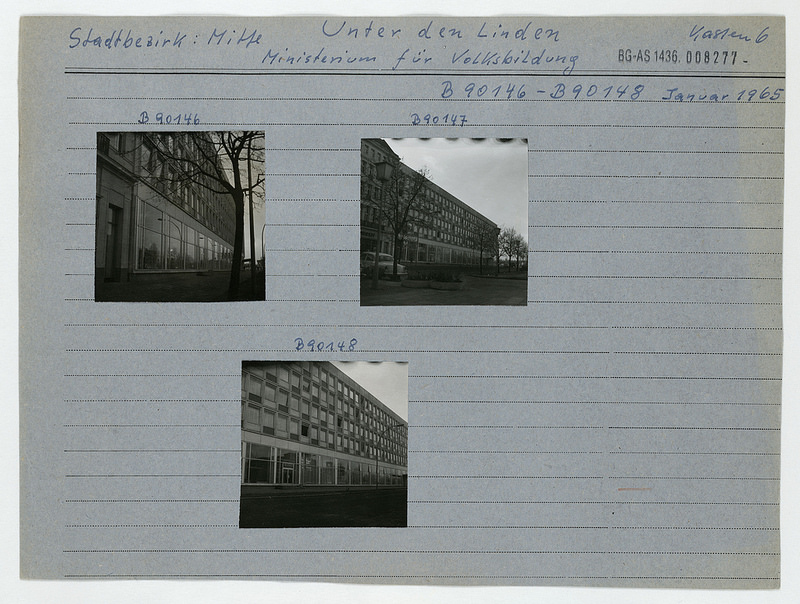 Stadtbezirk: Mitte Unter den Linden Kasten 6
Ministerium für Volksbildung BG-AS 1436. 008277-
B 90146 - B 90148 Januar 1965
B 90146 B 90147
B 90148